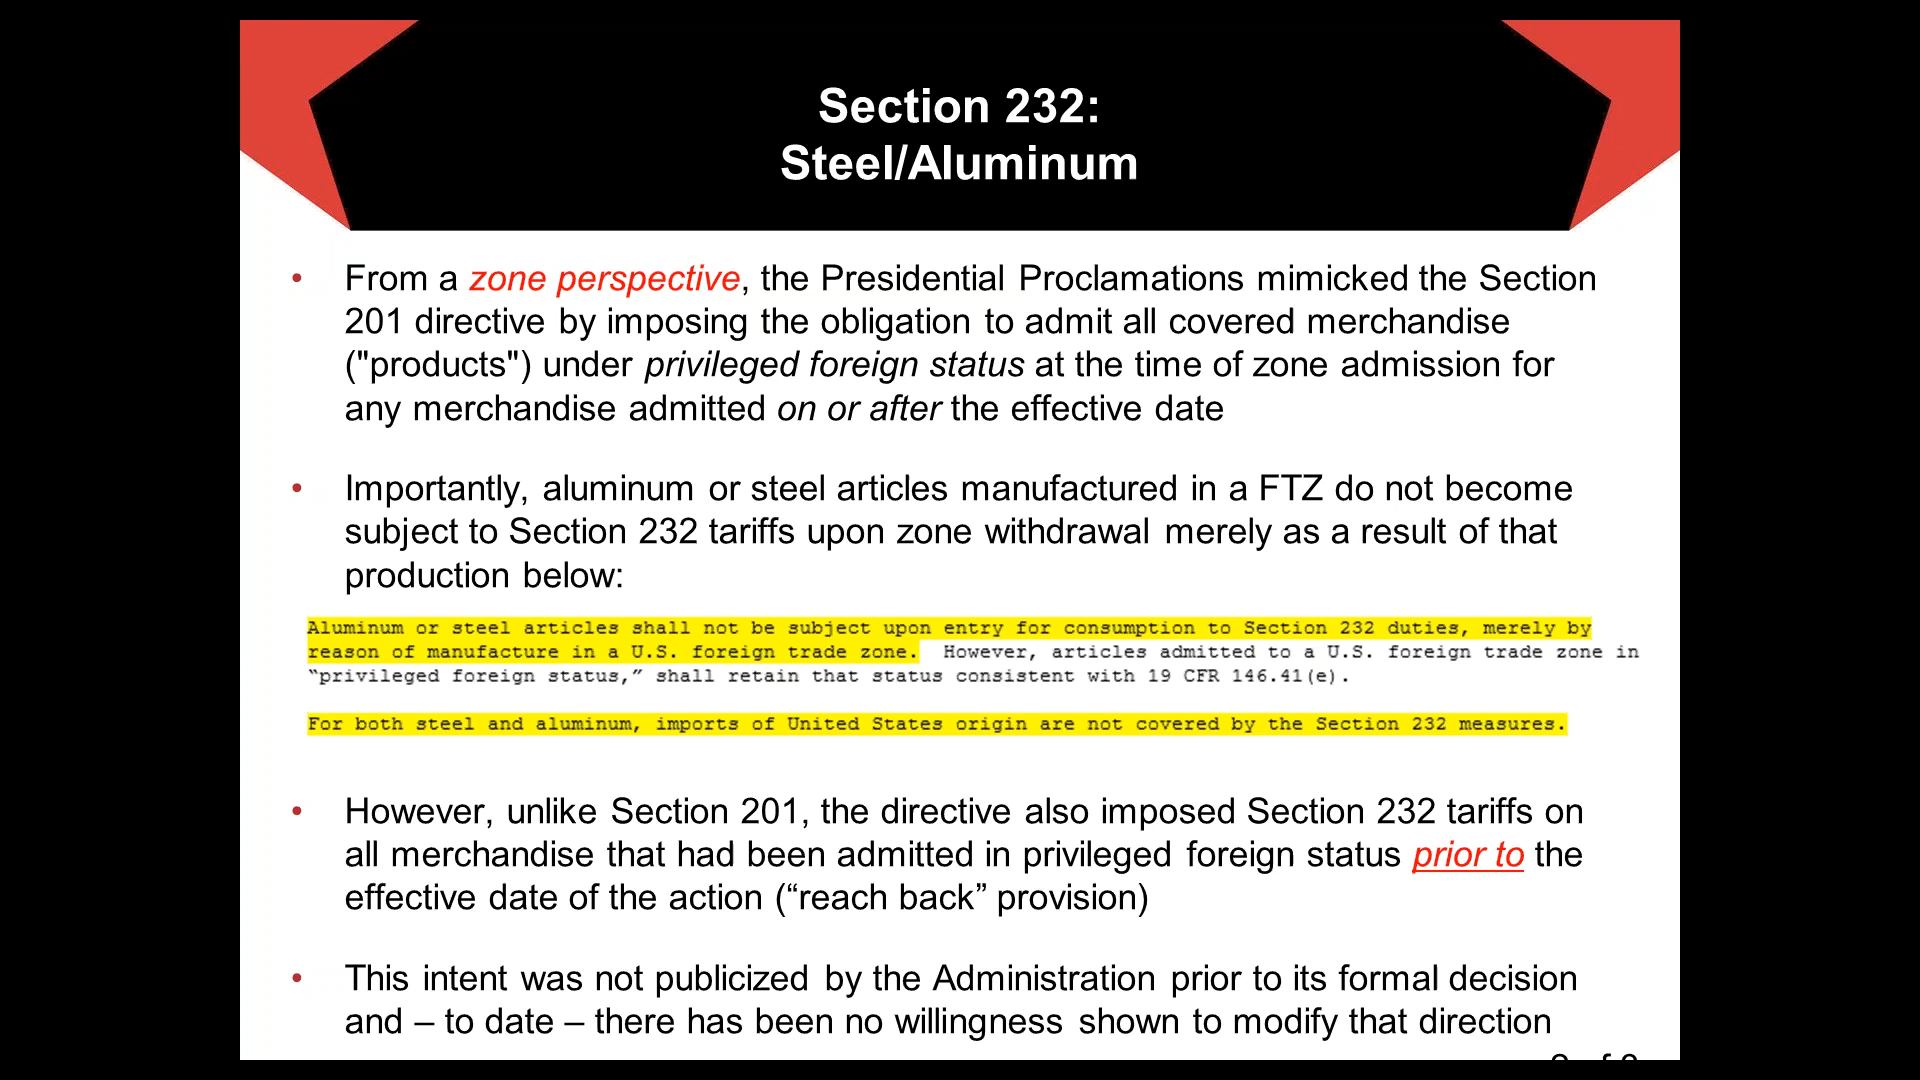 Section 232:
Steel/Aluminum
• From a zone perspective, the Presidential Proclamations mimicked the Section
201 directive by imposing the obligation to admit all covered merchandise
("products") under privileged foreign status at the time of zone admission for
any merchandise admitted on or after the effective date
• Importantly, aluminum or steel articles manufactured in a FTZ do not become
subject to Section 232 tariffs upon zone withdrawal merely as a result of that
production below:
Aluminum or steel articles shall not be subject upon entry for consumption to Section 232 duties, merely by
reason of manufacture in a U.S. foreign trade zone. However, articles admitted to a U.S. foreign trade zone in
“privileged foreign status,” shall retain that status consistent with 19 CFR 146.41(e).
For both steel and aluminum, imports of United States origin are not covered by the Section 232 measures.
• However, unlike Section 201, the directive also imposed Section 232 tariffs on
all merchandise that had been admitted in privileged foreign status prior to the
effective date of the action (“reach back” provision)
• This intent was not publicized by the Administration prior to its formal decision
and – to date – there has been no willingness shown to modify that direction